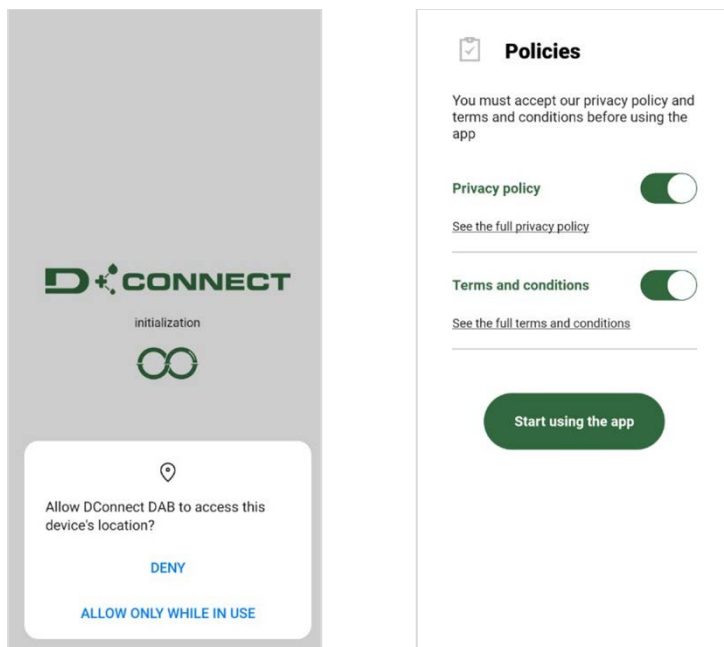 D+CONNECT
initialization
Allow DConnect DAB to access this
device's location?
DENY
ALLOW ONLY WHILE IN USE
Policies
You must accept our privacy policy and
terms and conditions before using the
app
Privacy policy
See the full privacy policy
Terms and conditions
See the full terms and conditions
Start using the app